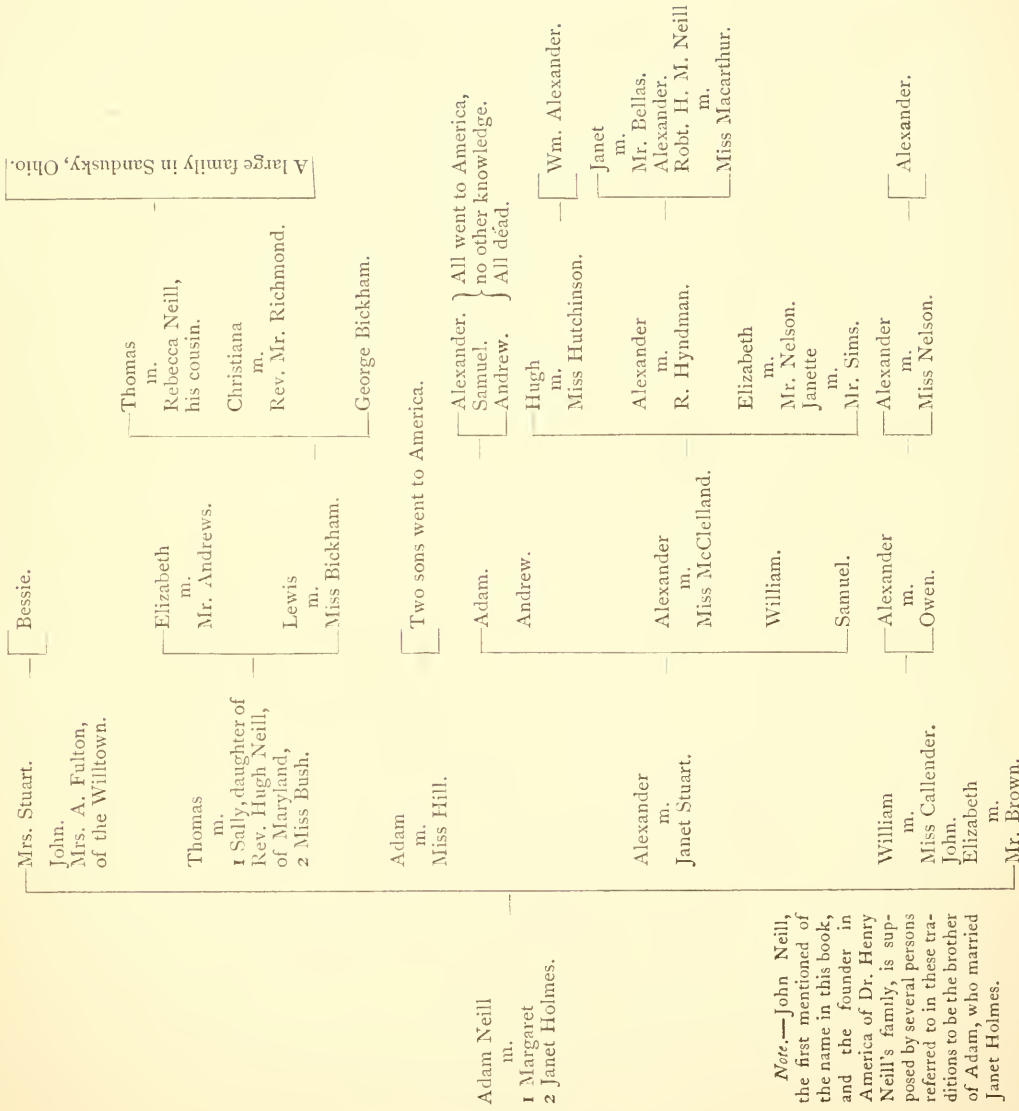 Adam Neill
m.
1 Margaret
2 Janet Holmes.
Note.—John Neill,
the first mentioned of
the name in this book,
and the founder in
America of Dr. Henry
Neill's family, is sup-
posed by several persons
referred to in these tra-
ditions to be the brother
of Adam, who married
Janet Holmes.
Mrs. Stuart.
John.
Mrs. A. Fulton,
of the Willtown.
Thomas
m.
1 Sally, daughter of
Rev. Hugh Neill,
of Maryland,
2 Miss Bush.
Adam
m.
Miss Hill.
Alexander
m.
Janet Stuart.
William
m.
Miss Callender.
John.
Elizabeth
m.
Mr. Brown.
Bessie.
Elizabeth
m.
Mr. Andrews.
Lewis
m.
Miss Bickham.
Two sons went to America.
Adam.
Andrew.
Alexander
m.
Miss McClelland.
William.
Samuel.
Alexander
m.
Owen.
Thomas
m.
Rebecca Neill,
his cousin.
Christiana
m.
Rev. Mr. Richmond.
George Bickham.
Alexander.
Samuel.
Andrew.
All went to America,
no other knowledge.
All dead.
Hugh
m.
Miss Hutchinson.
Alexander
m.
R. Hyndman.
Elizabeth
m.
Mr. Nelson.
Janette
m.
Mr. Sims.
Alexander
m.
Miss Nelson.
A large family in Sandusky, Ohio.
Wm. Alexander.
Janet
m.
Mr. Bellas.
Alexander.
Robt. H. M. Neill
m.
Miss Macarthur.
Alexander.